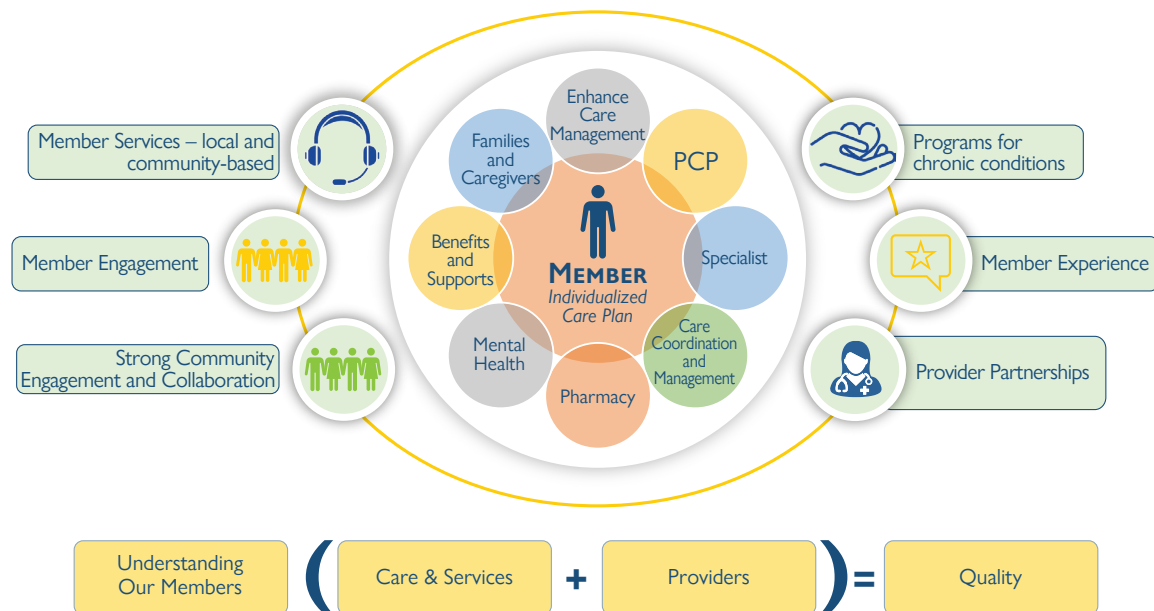 Enhance
Care
Management
Families
and
Caregivers
PCP
Member Services – local and
community-based
Programs for
chronic conditions
Benefits
and
Supports
MEMBER
Individualized
Care Plan
Specialist
Member Engagement
Member Experience
Mental
Health
Care
Coordination
and
Management
Strong Community
Engagement and Collaboration
Pharmacy
Provider Partnerships
Understanding
Our Members
( Care & Services + Providers ) = Quality